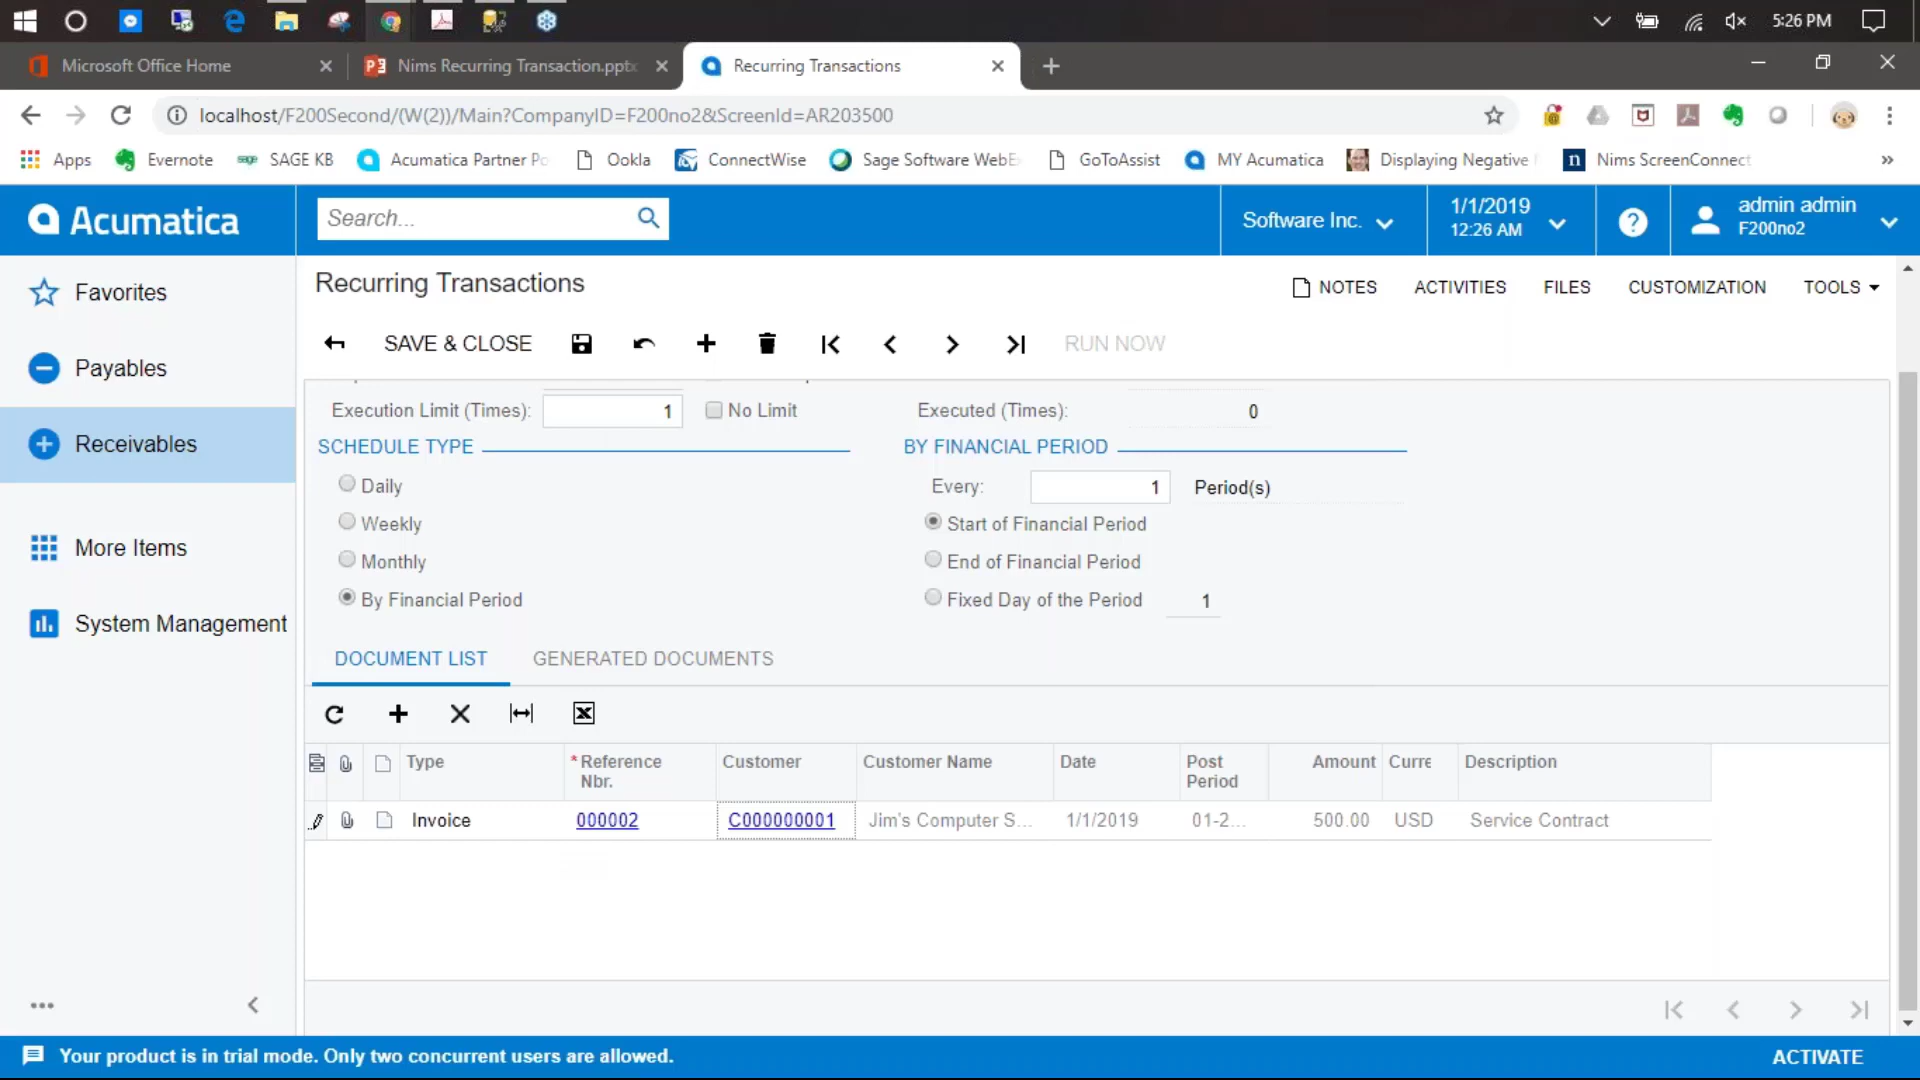 5:26 PM
Microsoft Office Home
Nims Recurring Transaction.pptx
Recurring Transactions
localhost/F200Second/(W(2))/Main?CompanyID=F200no2&ScreenId=AR203500
Apps
Evernote
SAGE KB
Acumatica Partner Po
Ookla
ConnectWise
Sage Software WebE
GoToAssist
MY Acumatica
Displaying Negative
Nims ScreenConnect
Acumatica
Search...
Software Inc.
1/1/2019
12:26 AM
admin admin
F200no2
Favorites
Payables
Receivables
More Items
System Management
Recurring Transactions
NOTES ACTIVITIES FILES CUSTOMIZATION TOOLS
SAVE & CLOSE
RUN NOW
Execution Limit (Times): 1 No Limit Executed (Times): 0
SCHEDULE TYPE BY FINANCIAL PERIOD
Daily Every: 1 Period(s)
Weekly Start of Financial Period
Monthly End of Financial Period
By Financial Period Fixed Day of the Period 1
DOCUMENT LIST GENERATED DOCUMENTS
Type * Reference Nbr. Customer Customer Name Date Post Period Amount Curre Description
Invoice 000002 C000000001 Jim's Computer S... 1/1/2019 01-2... 500.00 USD Service Contract
Your product is in trial mode. Only two concurrent users are allowed. ACTIVATE